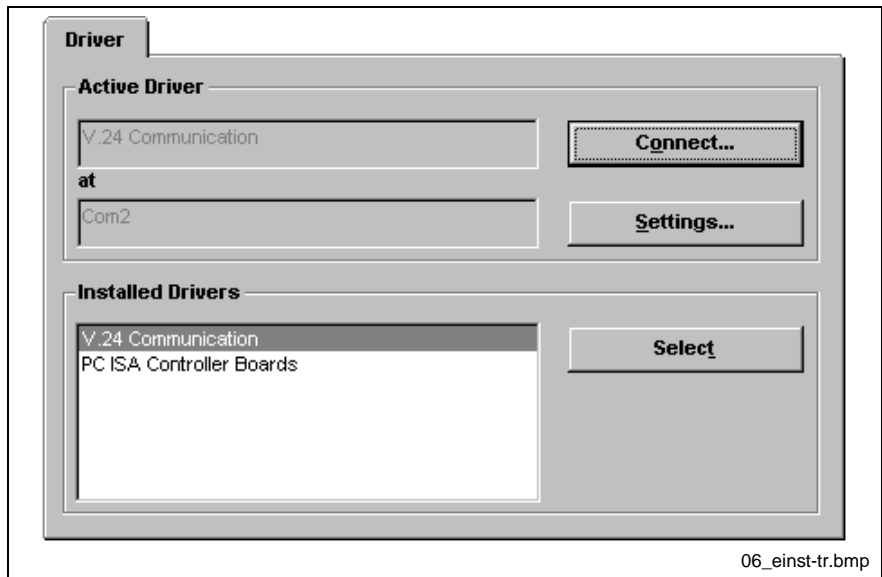 Driver
Active Driver
V.24 Communication
Connect...
at
Com2
Settings...
Installed Drivers
V.24 Communication
PC ISA Controller Boards
Select
06_einst-tr.bmp